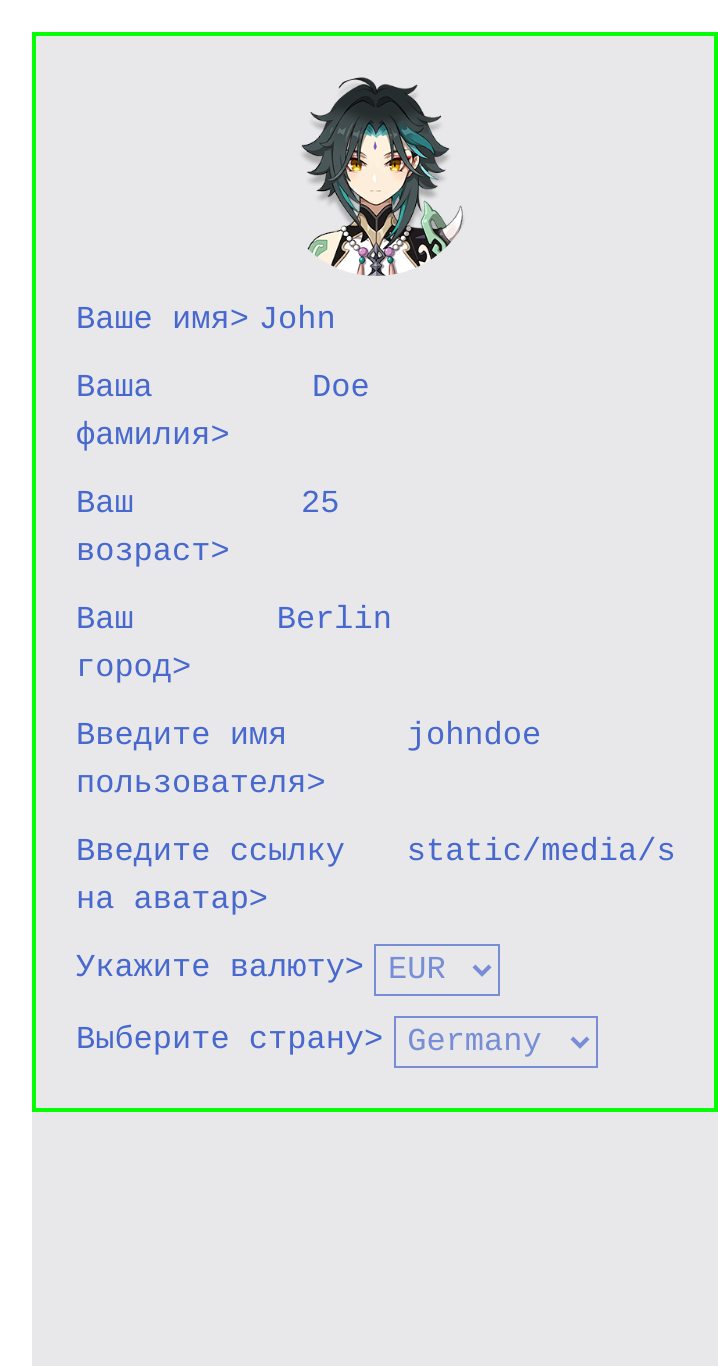 Ваше имя> John
Ваша Doe
фамилия>
Ваш 25
возраст>
Ваш Berlin
город>
Введите имя johndoe
пользователя>
Введите ссылку static/media/s
на аватар>
Укажите валюту> EUR
Выберите страну> Germany